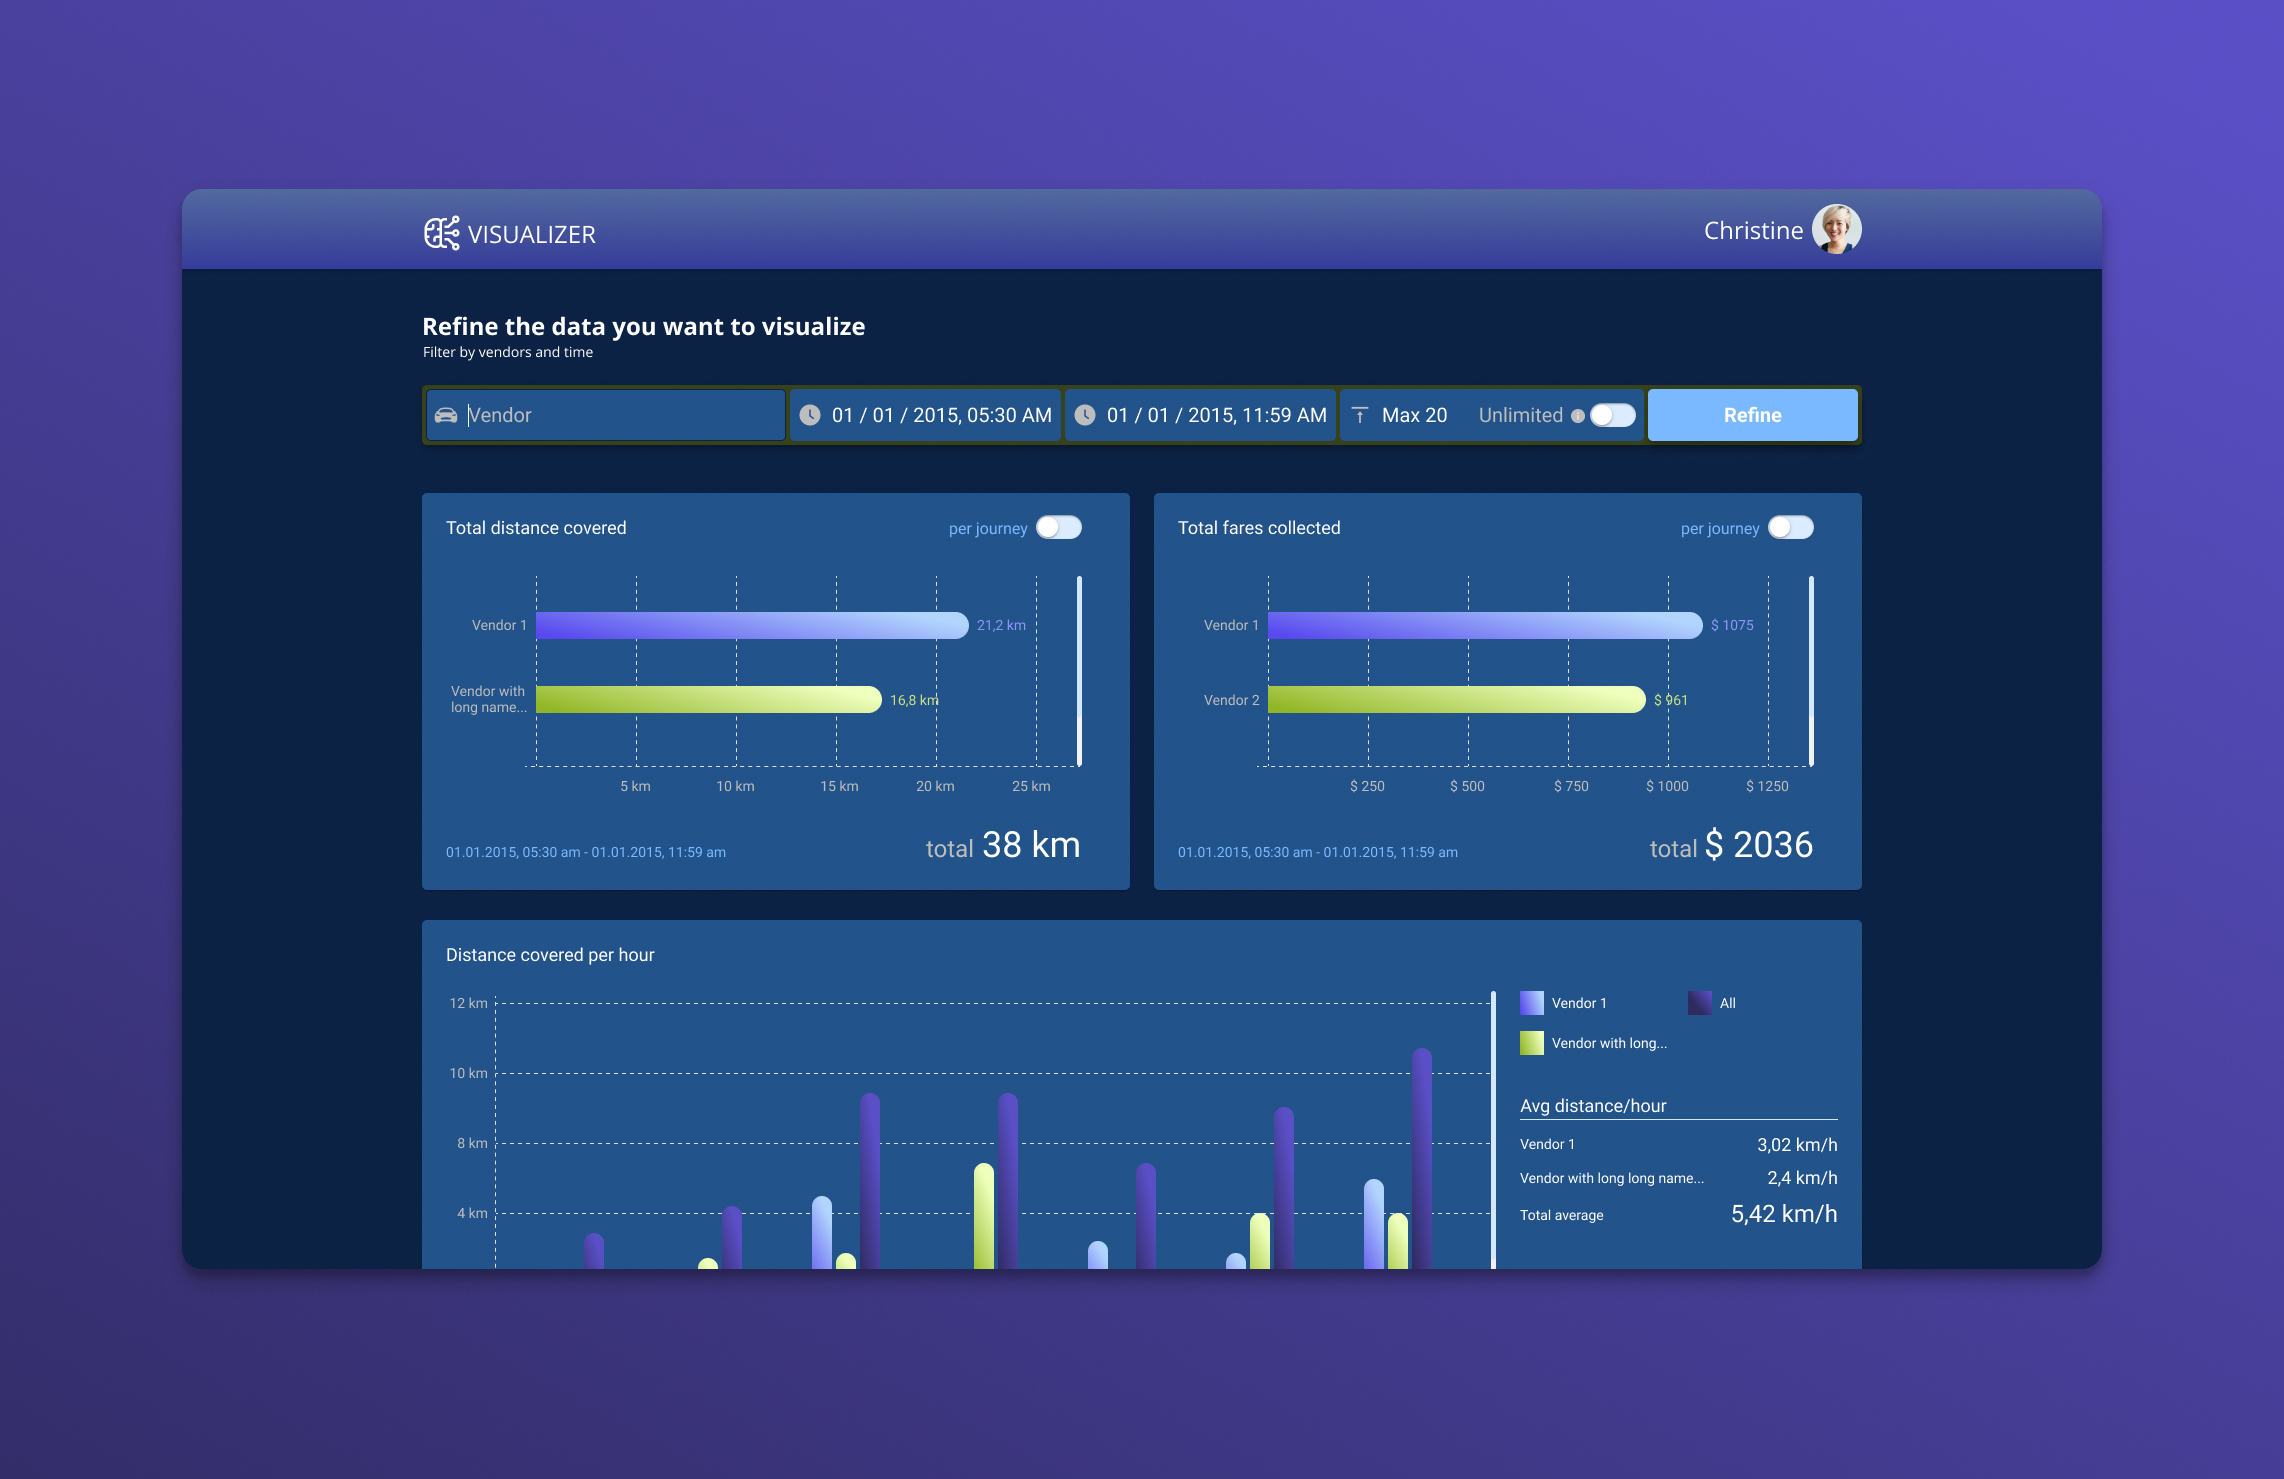 VISUALIZER
Christine
Refine the data you want to visualize
Filter by vendors and time
Vendor
01 / 01 / 2015, 05:30 AM
01 / 01 / 2015, 11:59 AM
Max 20
Unlimited
Refine
Total distance covered
per journey
Vendor 1
21,2 km
Vendor with
long name...
16,8 km
5 km
10 km
15 km
20 km
25 km
01.01.2015, 05:30 am - 01.01.2015, 11:59 am
total 38 km
Total fares collected
per journey
Vendor 1
$ 1075
Vendor 2
$ 961
$ 250
$ 500
$ 750
$ 1000
$ 1250
01.01.2015, 05:30 am - 01.01.2015, 11:59 am
total $ 2036
Distance covered per hour
12 km
10 km
8 km
4 km
Vendor 1
All
Vendor with long...
Avg distance/hour
Vendor 1
3,02 km/h
Vendor with long long name...
2,4 km/h
Total average
5,42 km/h